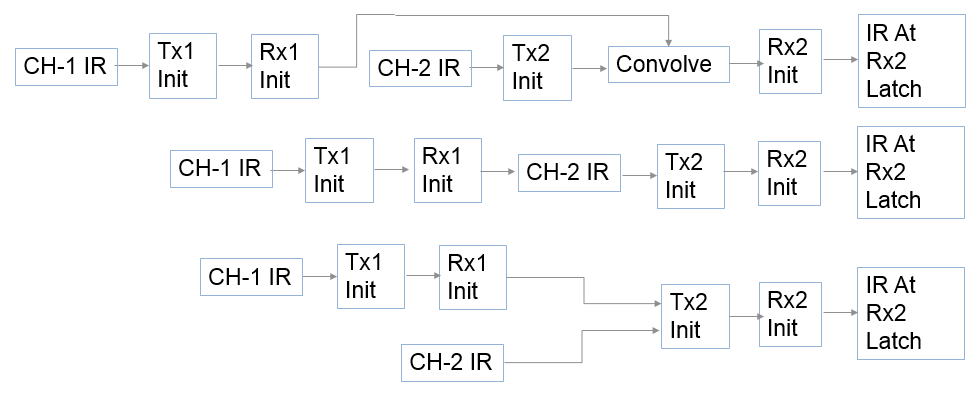 CH-1 IR
Tx1
Init
Rx1
Init
CH-2 IR
Tx2
Init
Convolve
Rx2
Init
IR At
Rx2
Latch
CH-1 IR
Tx1
Init
Rx1
Init
CH-2 IR
Tx2
Init
Rx2
Init
IR At
Rx2
Latch
CH-1 IR
Tx1
Init
Rx1
Init
CH-2 IR
Tx2
Init
Rx2
Init
IR At
Rx2
Latch